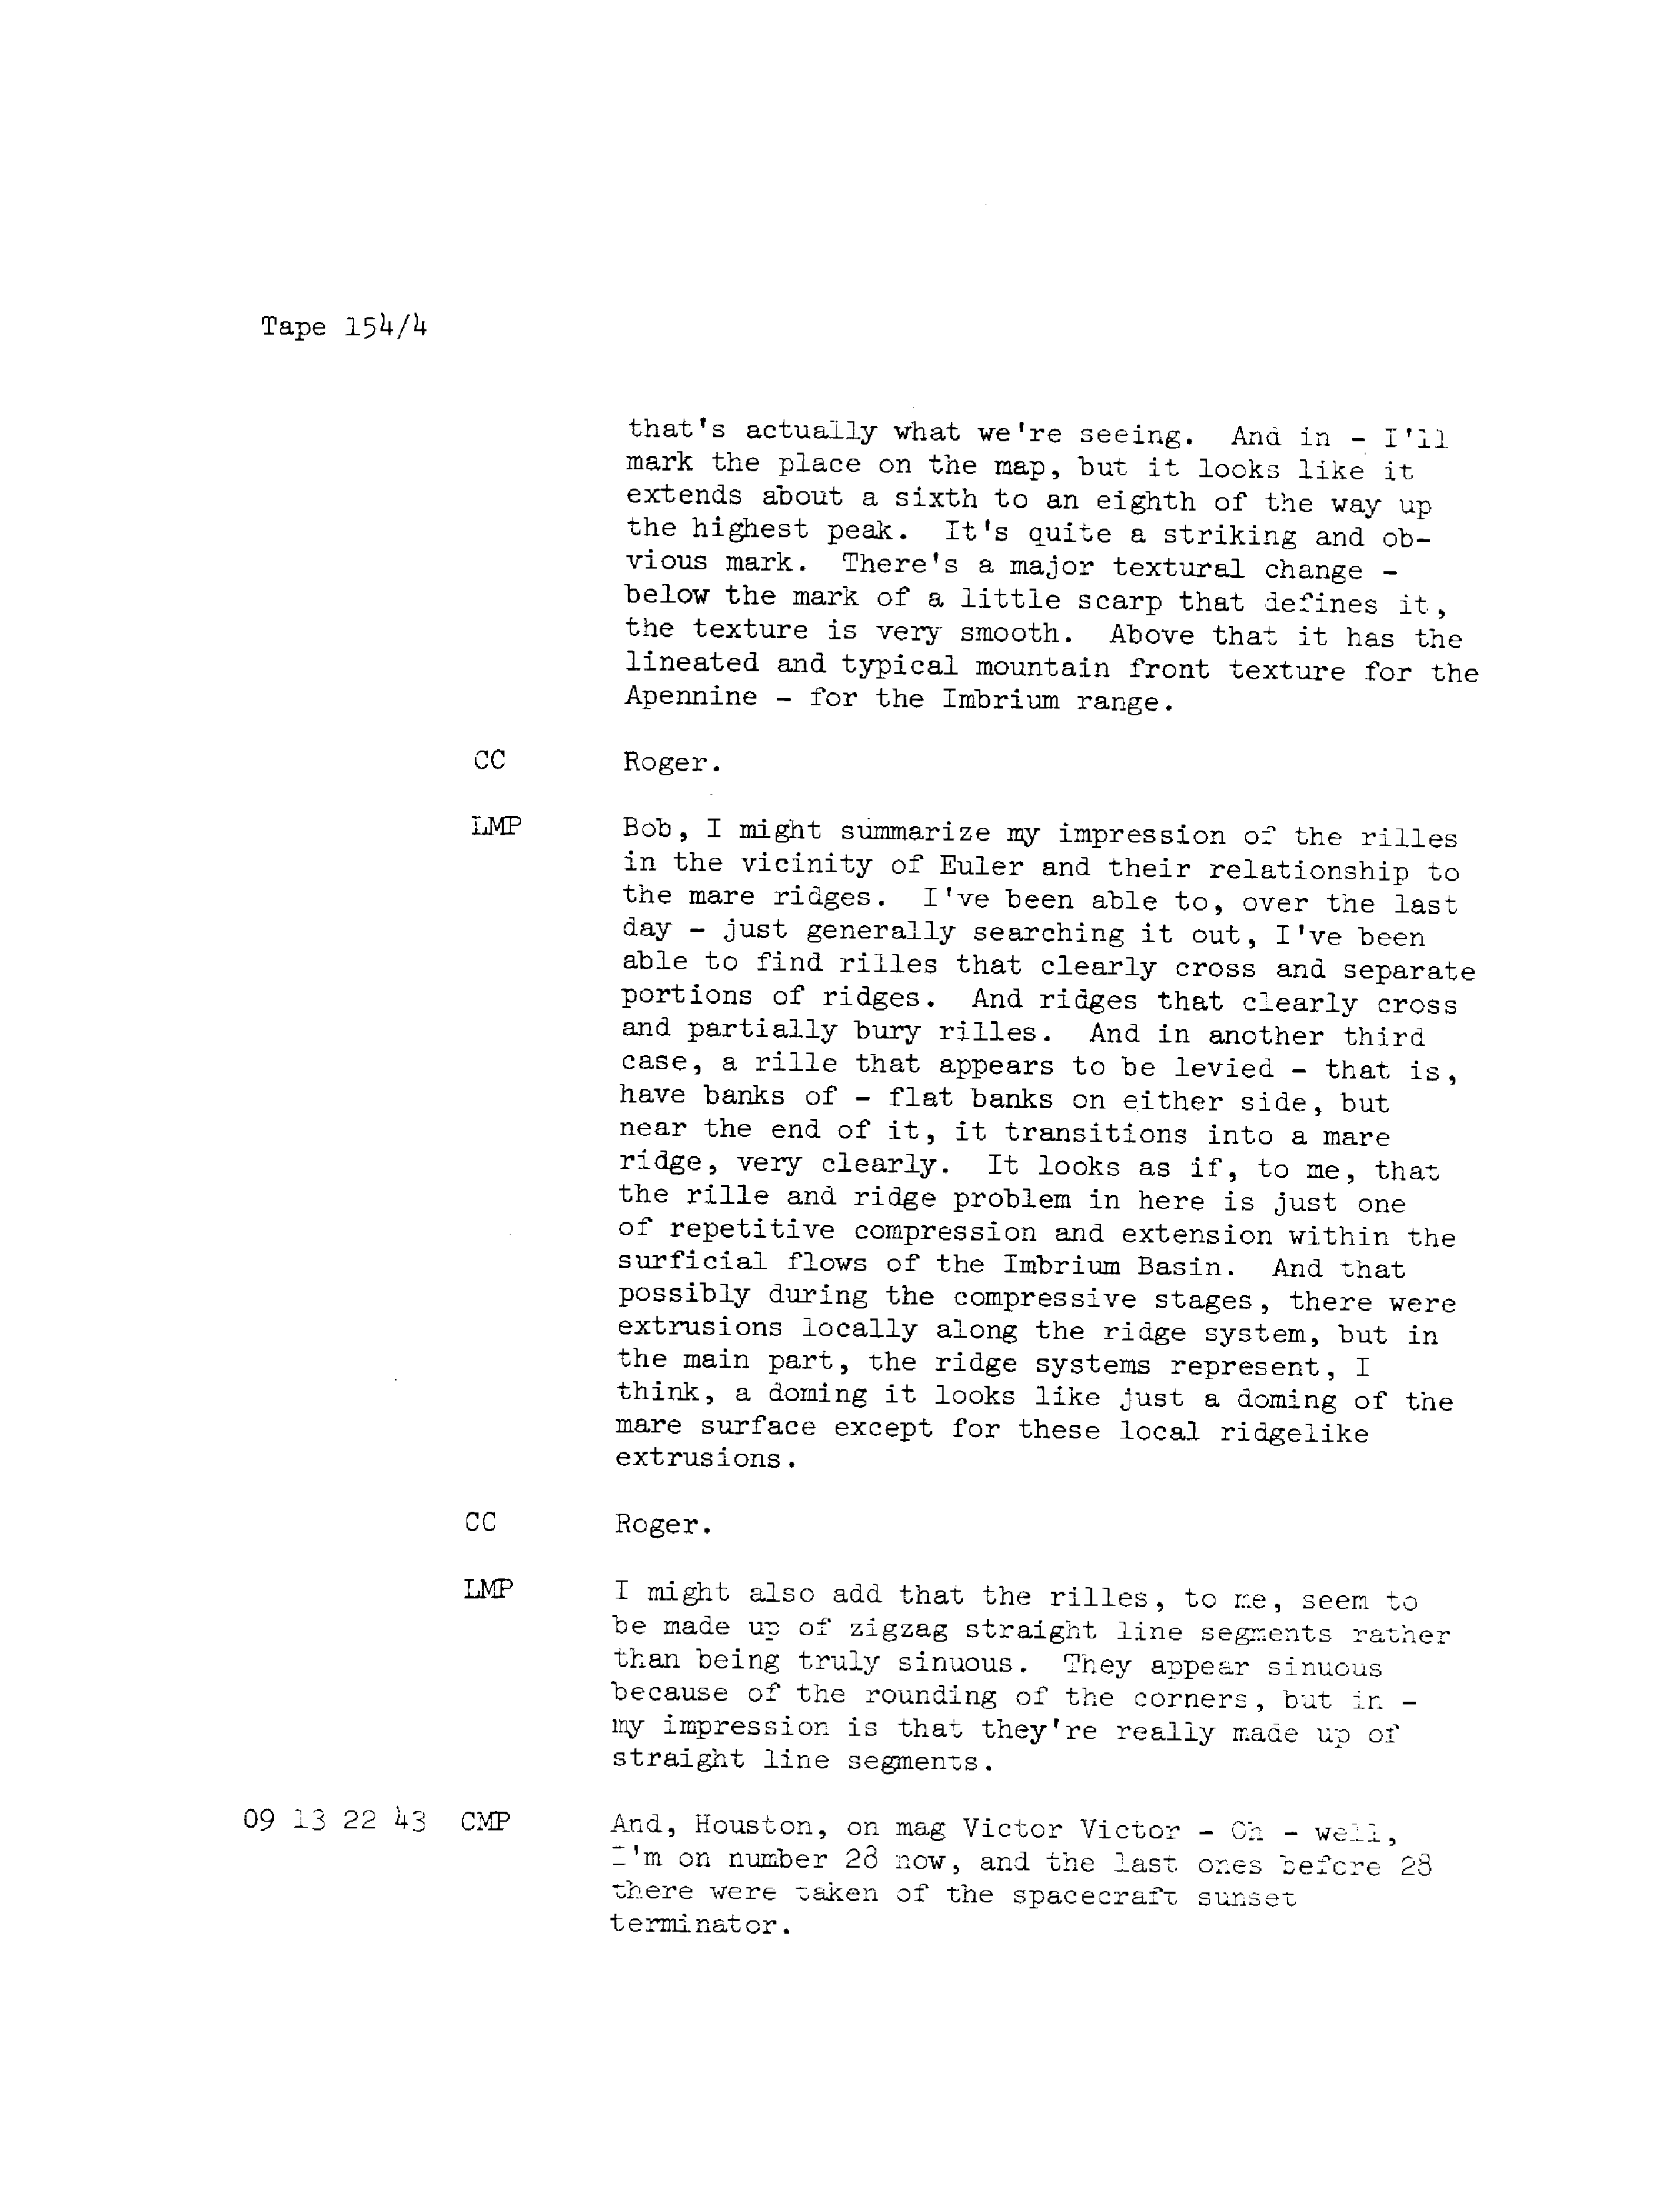 Tape 154/4
that's actually what we're seeing. And in - I'll
mark the place on the map, but it looks like it
extends about a sixth to an eighth of the way up
the highest peak. It's quite a striking and ob-
vious mark. There's a major textural change -
below the mark of a little scarp that defines it,
the texture is very smooth. Above that it has the
lineated and typical mountain front texture for the
Apennine - for the Imbrium range.
CC Roger.
LMP Bob, I might summarize my impression of the rilles
in the vicinity of Euler and their relationship to
the mare ridges. I've been able to, over the last
day - just generally searching it out, I've been
able to find rilles that clearly cross and separate
portions of ridges. And ridges that clearly cross
and partially bury rilles. And in another third
case, a rille that appears to be levied - that is,
have banks of - flat banks on either side, but
near the end of it, it transitions into a mare
ridge, very clearly. It looks as if, to me, that
the rille and ridge problem in here is just one
of repetitive compression and extension within the
surficial flows of the Imbrium Basin. And that
possibly during the compressive stages, there were
extrusions locally along the ridge system, but in
the main part, the ridge systems represent, I
think, a doming it looks like just a doming of the
mare surface except for these local ridgelike
extrusions.
CC Roger.
LMP I might also add that the rilles, to me, seem to
be made up of zigzag straight line segments rather
than being truly sinuous. They appear sinuous
because of the rounding of the corners, but in -
my impression is that they're really made up of
straight line segments.
09 13 22 43 CMP And, Houston, on mag Victor Victor - Oh - well,
I'm on number 28 now, and the last ones before 28
there were taken of the spacecraft sunset
terminator.